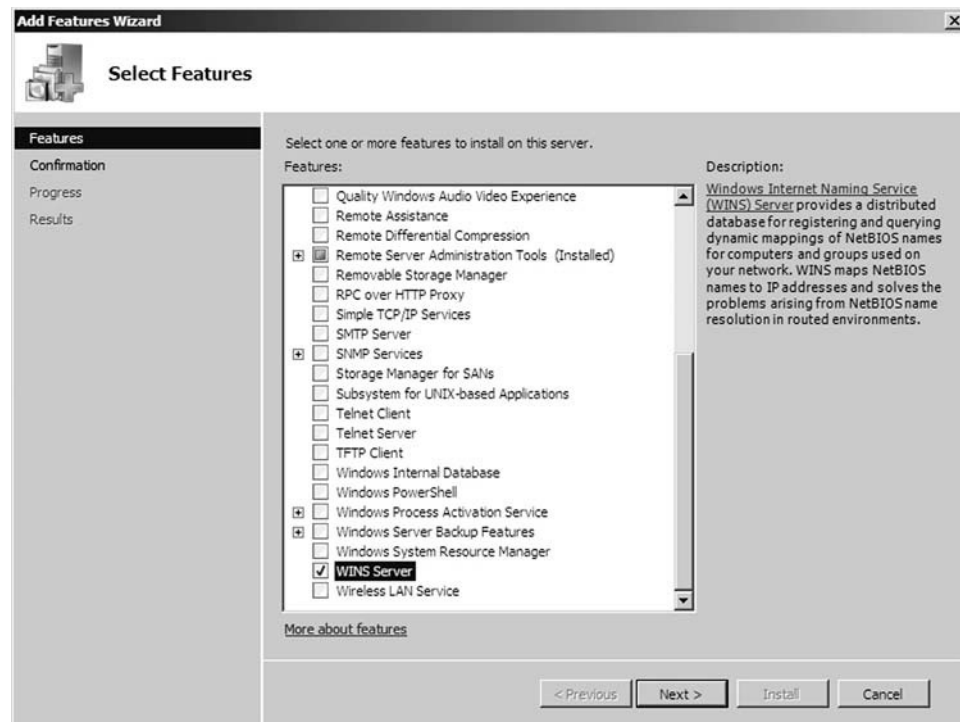 Add Features Wizard
Select Features
Features
Confirmation
Progress
Results
Select one or more features to install on this server.
Features:
Quality Windows Audio Video Experience
Remote Assistance
Remote Differential Compression
Remote Server Administration Tools (Installed)
Removable Storage Manager
RPC over HTTP Proxy
Simple TCP/IP Services
SMTP Server
SNMP Services
Storage Manager for SANs
Subsystem for UNIX-based Applications
Telnet Client
Telnet Server
TFTP Client
Windows Internal Database
Windows PowerShell
Windows Process Activation Service
Windows Server Backup Features
Windows System Resource Manager
WINS Server
Wireless LAN Service
More about features
Description:
Windows Internet Naming Service
(WINS) Server provides a distributed
database for registering and querying
dynamic mappings of NetBIOS names
for computers and groups used on
your network. WINS maps NetBIOS
names to IP addresses and solves the
problems arising from NetBIOS name
resolution in routed environments.
< Previous
Next >
Install
Cancel